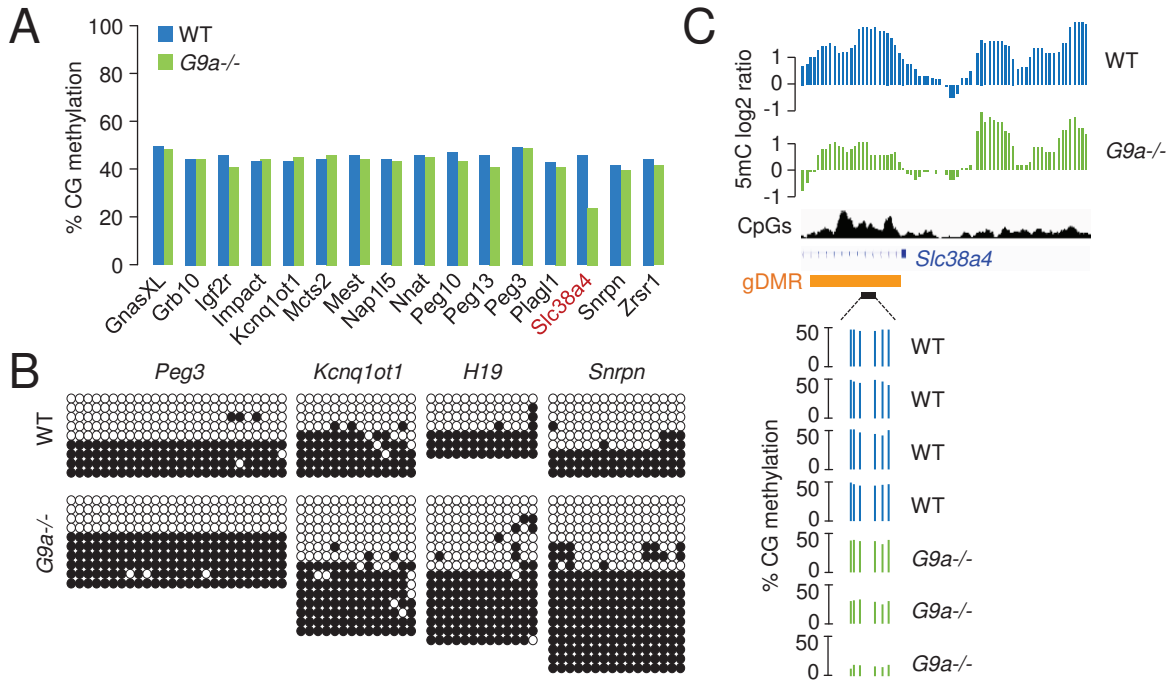 A
WT
G9a-/-
% CG methylation
100
80
60
40
20
0
GnasXL
Grb10
Igf2r
Impact
Kcnq1ot1
Mcts2
Mest
Nap1l5
Nnat
Peg10
Peg13
Peg3
Plagl1
Slc38a4
Snrpn
Zrsr1
B
Peg3 Kcnq1ot1 H19 Snrpn
WT
G9a-/-
C
5mC log2 ratio
1
0
-1
WT
1
0
-1
G9a-/-
CpGs
Slc38a4
gDMR
% CG methylation
50
0
WT
50
0
WT
50
0
WT
50
0
WT
50
0
G9a-/-
50
0
G9a-/-
50
0
G9a-/-